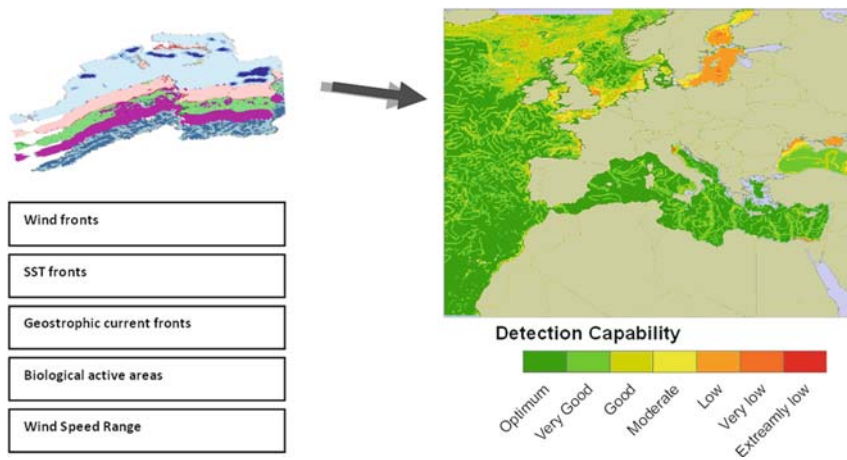 Wind fronts
SST fronts
Geostrophic current fronts
Biological active areas
Wind Speed Range
Detection Capability
Optimum
Very Good
Good
Moderate
Low
Very low
Extreamly low